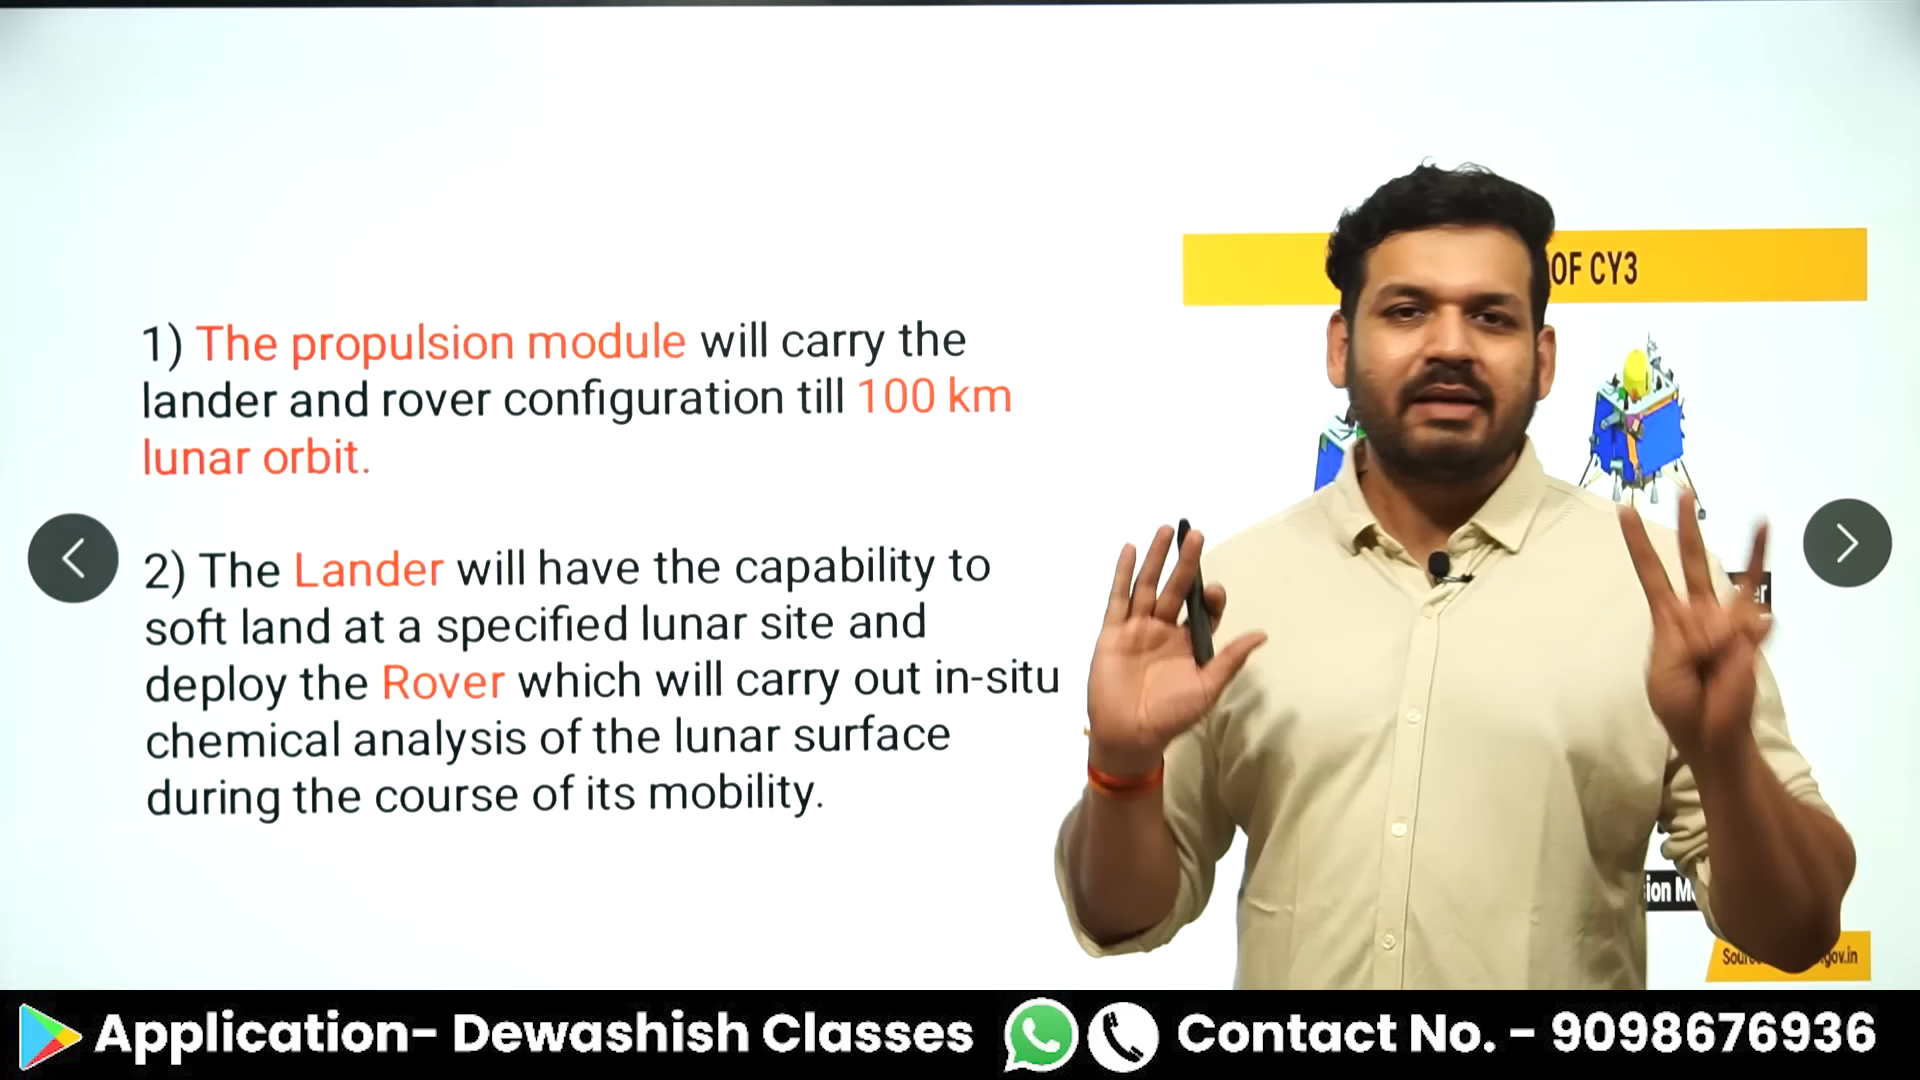 OF CY3
1) The propulsion module will carry the
lander and rover configuration till 100 km
lunar orbit.
2) The Lander will have the capability to
soft land at a specified lunar site and
deploy the Rover which will carry out in-situ
chemical analysis of the lunar surface
during the course of its mobility.
gov.in
Application- Dewashish Classes
Contact No. - 9098676936